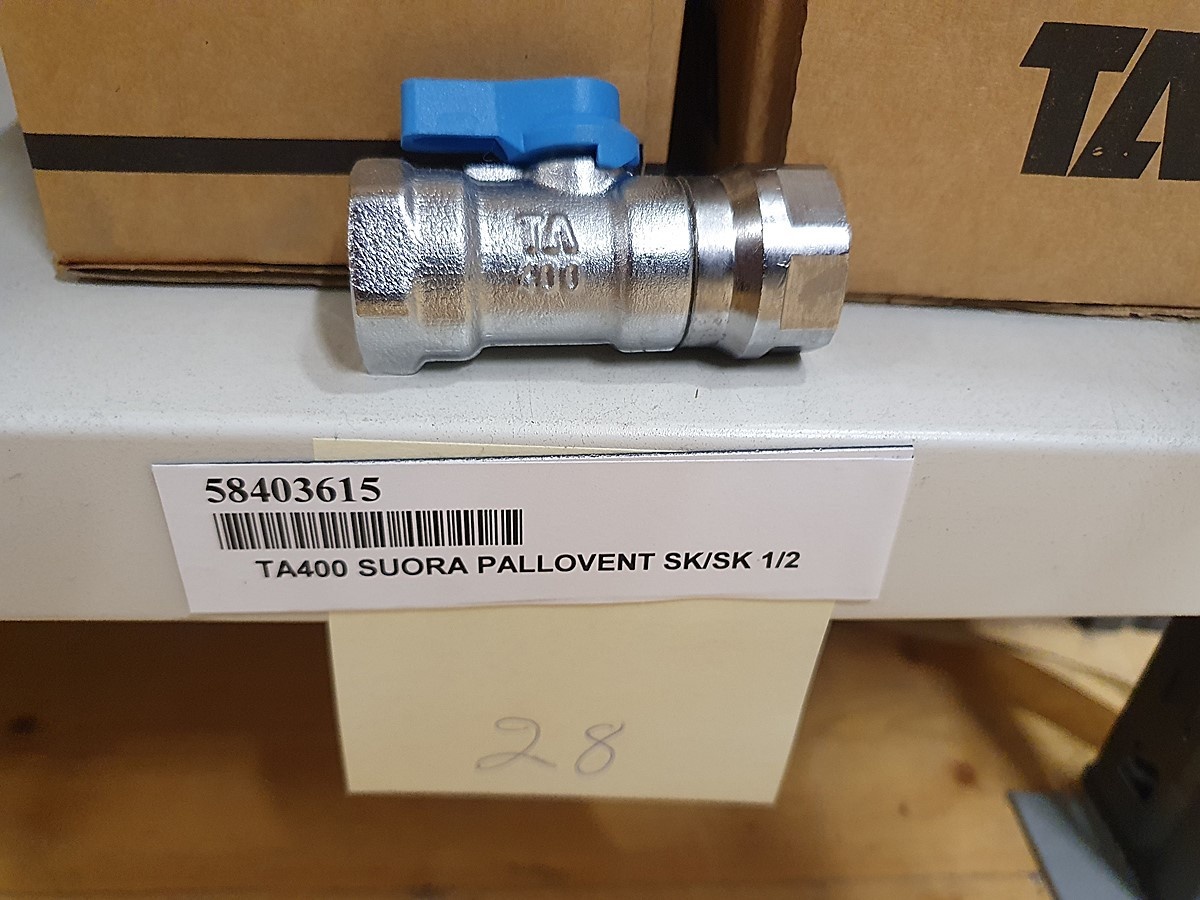 TA
TA
400
58403615
TA400 SUORA PALLOVENT SK/SK 1/2
28